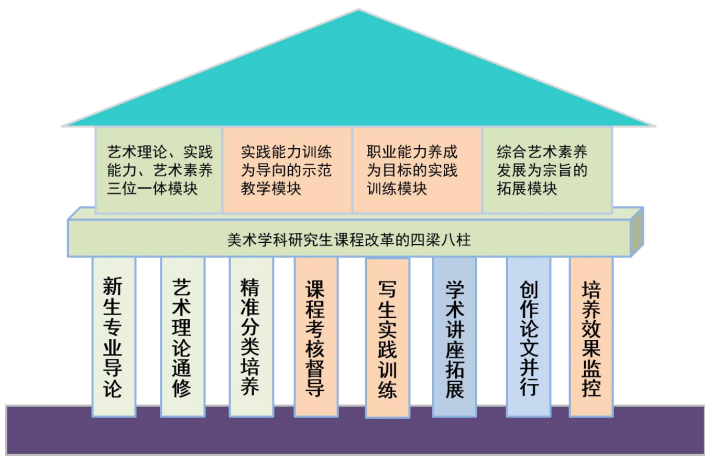 艺术理论、实践
能力、艺术素养
三位一体模块
实践能力训练
为导向的示范
教学模块
职业能力养成
为目标的实践
训练模块
综合艺术素养
发展为宗旨的
拓展模块
美术学科研究生课程改革的四梁八柱
新生专业导论
艺术理论通修
精准分类培养
课程考核督导
写生实践训练
学术讲座拓展
创作论文并行
培养效果监控